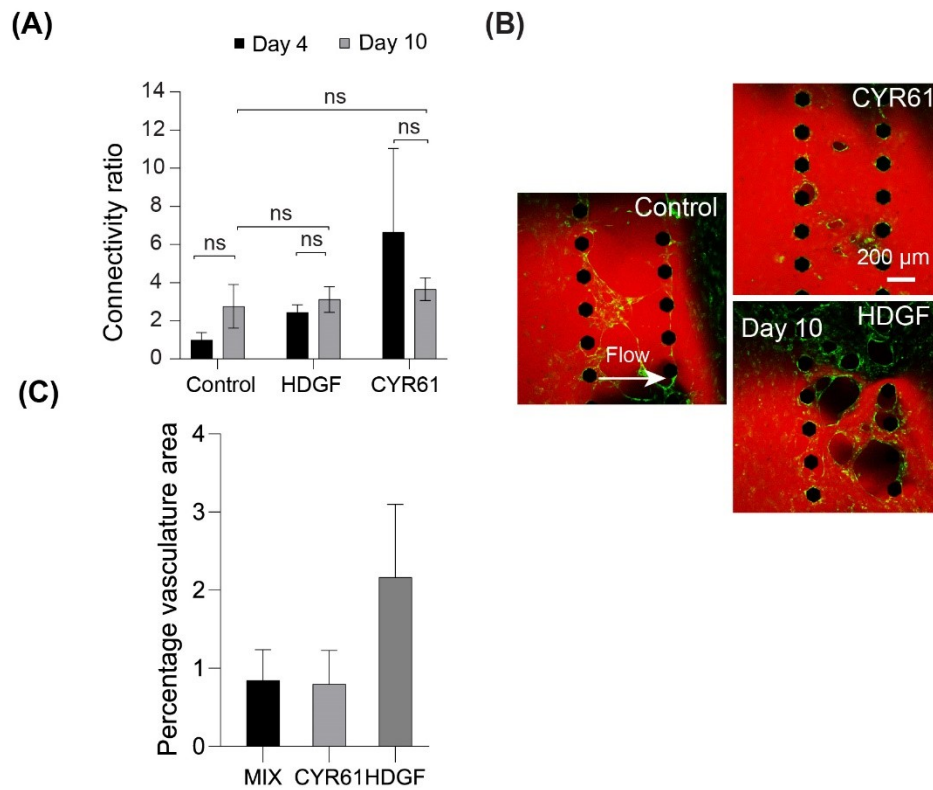 (A)
Day 4 Day 10
Connectivity ratio
14
12
10
8
6
4
2
0
ns
ns
ns
ns
ns
Control HDGF CYR61
(B)
Control
Flow
CYR61
200 µm
Day 10 HDGF
(C)
Percentage vasculature area
4
3
2
1
0
MIX CYR61 HDGF